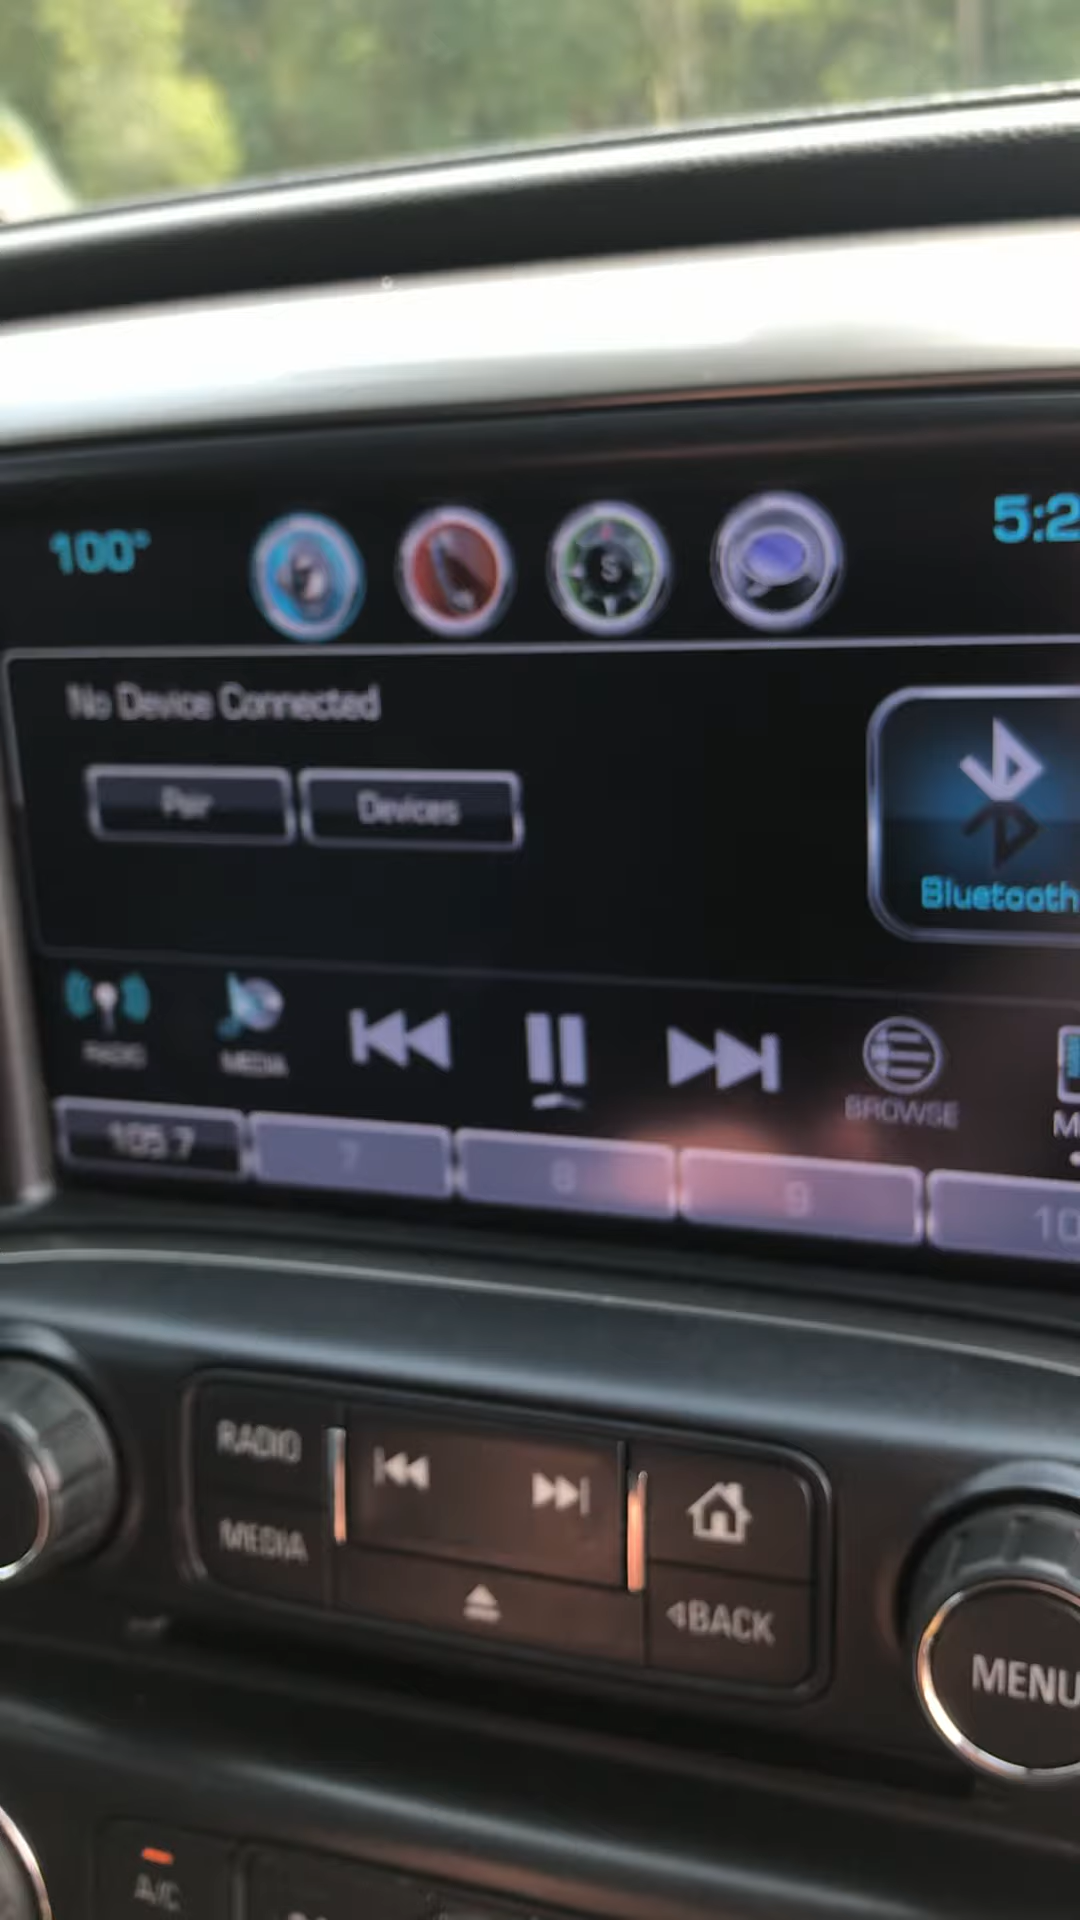 100°
S
5:2
No Device Connected
Pair
Devices
Bluetooth
RADIO
MEDIA
BROWSE
M
105.7
7
8
9
10
RADIO
MEDIA
◁BACK
MENU
A/C